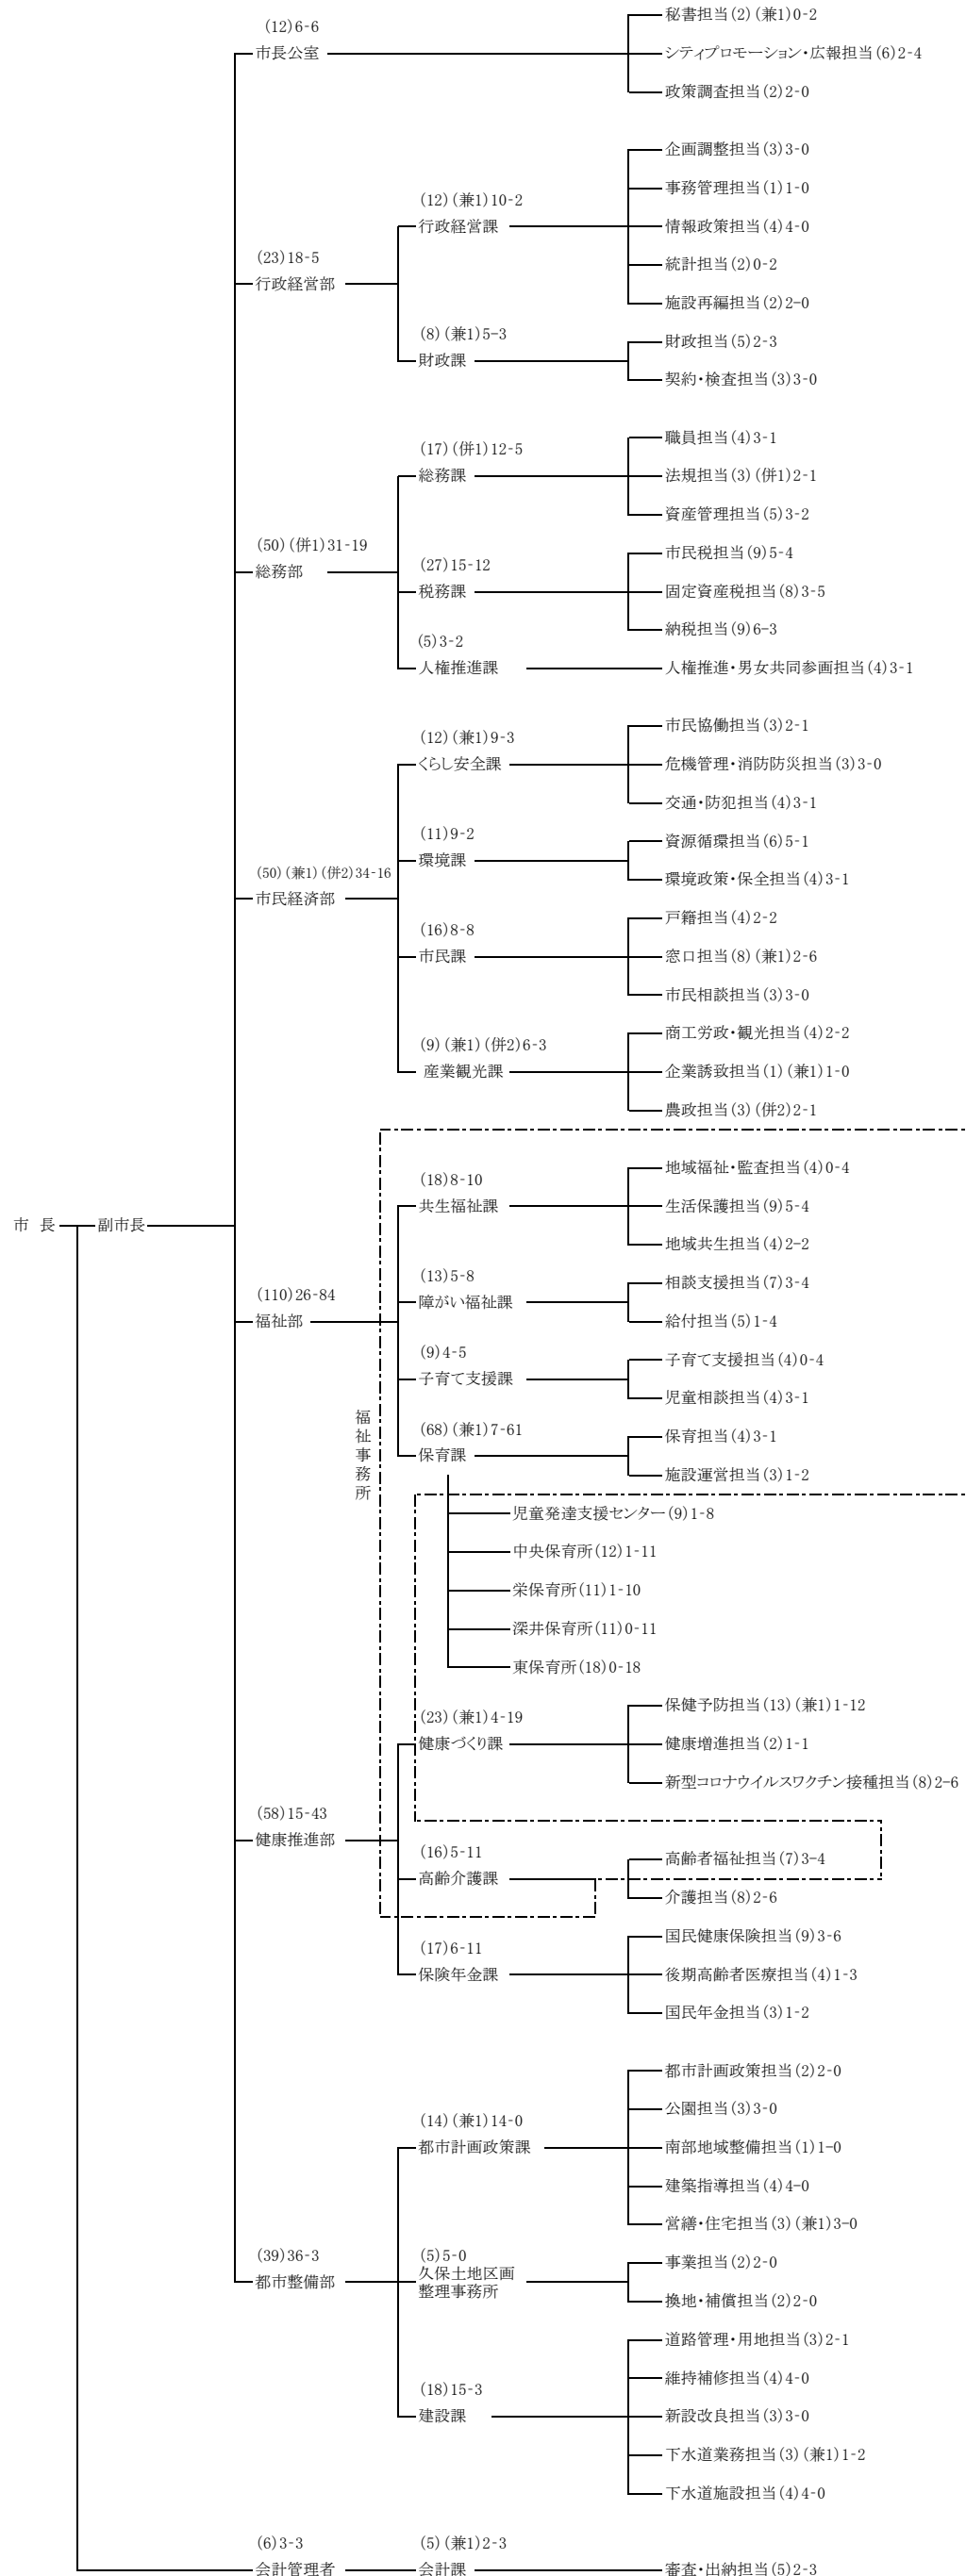 秘書担当(2)(兼1)0-2
(12)6-6
市長公室
シティプロモーション・広報担当(6)2-4
政策調査担当(2)2-0
企画調整担当(3)3-0
事務管理担当(1)1-0
(12)(兼1)10-2
行政経営課
情報政策担当(4)4-0
(23)18-5
行政経営部
統計担当(2)0-2
施設再編担当(2)2-0
(8)(兼1)5-3
財政課
財政担当(5)2-3
契約・検査担当(3)3-0
職員担当(4)3-1
(17)(併1)12-5
総務課
法規担当(3)(併1)2-1
資産管理担当(5)3-2
(50)(併1)31-19
総務部
市民税担当(9)5-4
(27)15-12
税務課
固定資産税担当(8)3-5
納税担当(9)6-3
(5)3-2
人権推進課
人権推進・男女共同参画担当(4)3-1
市民協働担当(3)2-1
(12)(兼1)9-3
くらし安全課
危機管理・消防防災担当(3)3-0
交通・防犯担当(4)3-1
(11)9-2
環境課
資源循環担当(6)5-1
環境政策・保全担当(4)3-1
(50)(兼1)(併2)34-16
市民経済部
戸籍担当(4)2-2
(16)8-8
市民課
窓口担当(8)(兼1)2-6
市民相談担当(3)3-0
(9)(兼1)(併2)6-3
産業観光課
商工労政・観光担当(4)2-2
企業誘致担当(1)(兼1)1-0
農政担当(3)(併2)2-1
地域福祉・監査担当(4)0-4
(18)8-10
共生福祉課
生活保護担当(9)5-4
市 長
副市長
地域共生担当(4)2-2
(13)5-8
障がい福祉課
相談支援担当(7)3-4
給付担当(5)1-4
(110)26-84
福祉部
(9)4-5
子育て支援課
子育て支援担当(4)0-4
児童相談担当(4)3-1
福祉事務所
(68)(兼1)7-61
保育課
保育担当(4)3-1
施設運営担当(3)1-2
児童発達支援センター(9)1-8
中央保育所(12)1-11
栄保育所(11)1-10
深井保育所(11)0-11
東保育所(18)0-18
保健予防担当(13)(兼1)1-12
(23)(兼1)4-19
健康づくり課
健康増進担当(2)1-1
新型コロナウイルスワクチン接種担当(8)2-6
(58)15-43
健康推進部
(16)5-11
高齢介護課
高齢者福祉担当(7)3-4
介護担当(8)2-6
国民健康保険担当(9)3-6
(17)6-11
保険年金課
後期高齢者医療担当(4)1-3
国民年金担当(3)1-2
都市計画政策担当(2)2-0
公園担当(3)3-0
(14)(兼1)14-0
都市計画政策課
南部地域整備担当(1)1-0
建築指導担当(4)4-0
営繕・住宅担当(3)(兼1)3-0
(39)36-3
都市整備部
(5)5-0
久保土地区画
整理事務所
事業担当(2)2-0
換地・補償担当(2)2-0
道路管理・用地担当(3)2-1
維持補修担当(4)4-0
(18)15-3
建設課
新設改良担当(3)3-0
下水道業務担当(3)(兼1)1-2
下水道施設担当(4)4-0
(6)3-3
会計管理者
(5)(兼1)2-3
会計課
審査・出納担当(5)2-3